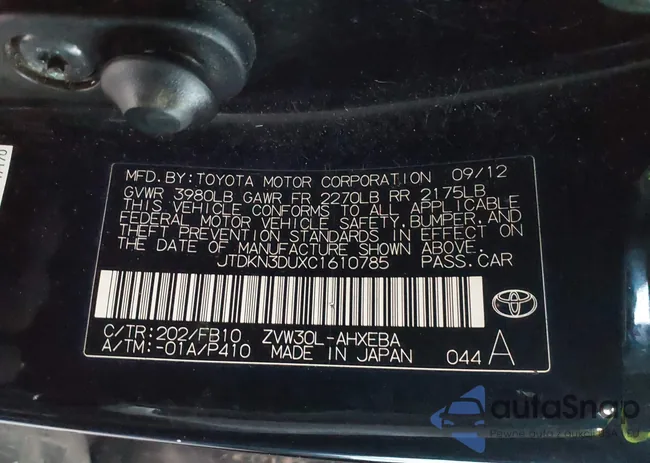 MFD.BY:TOYOTA MOTOR CORPORATION 09/12
GVWR 3980LB GAWR FR 2270LB RR 2175LB
THIS VEHICLE CONFORMS TO ALL APPLICABLE
FEDERAL MOTOR VEHICLE SAFETY,BUMPER,AND
THEFT PREVENTION STANDARDS IN EFFECT ON
THE DATE OF MANUFACTURE SHOWN ABOVE.
JTDKN3DUXC1610785 PASS.CAR
C/TR:202/FB10 ZVW30L-AHXEBA
A/TM:-01A/P410 MADE IN JAPAN 044 A
autoSnap